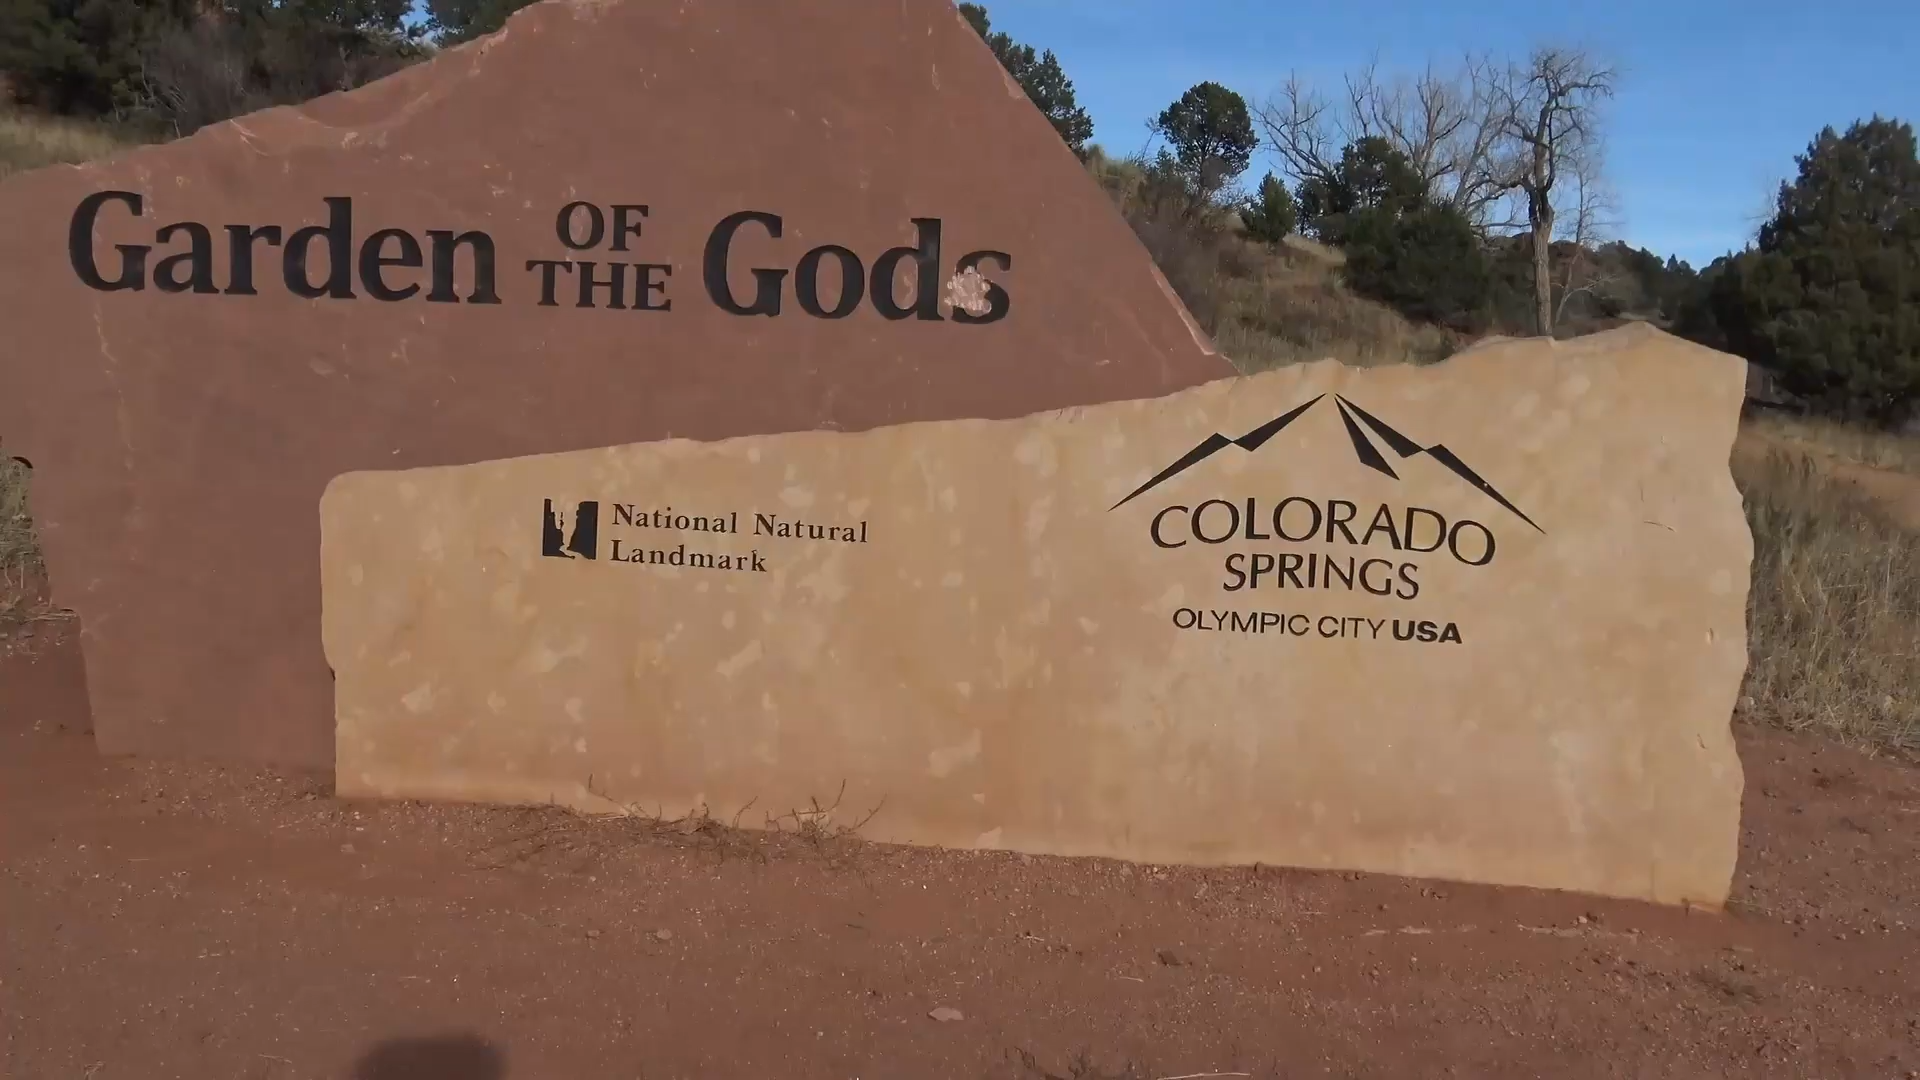 Garden OF THE Gods
National Natural
Landmark
COLORADO
SPRINGS
OLYMPIC CITY USA